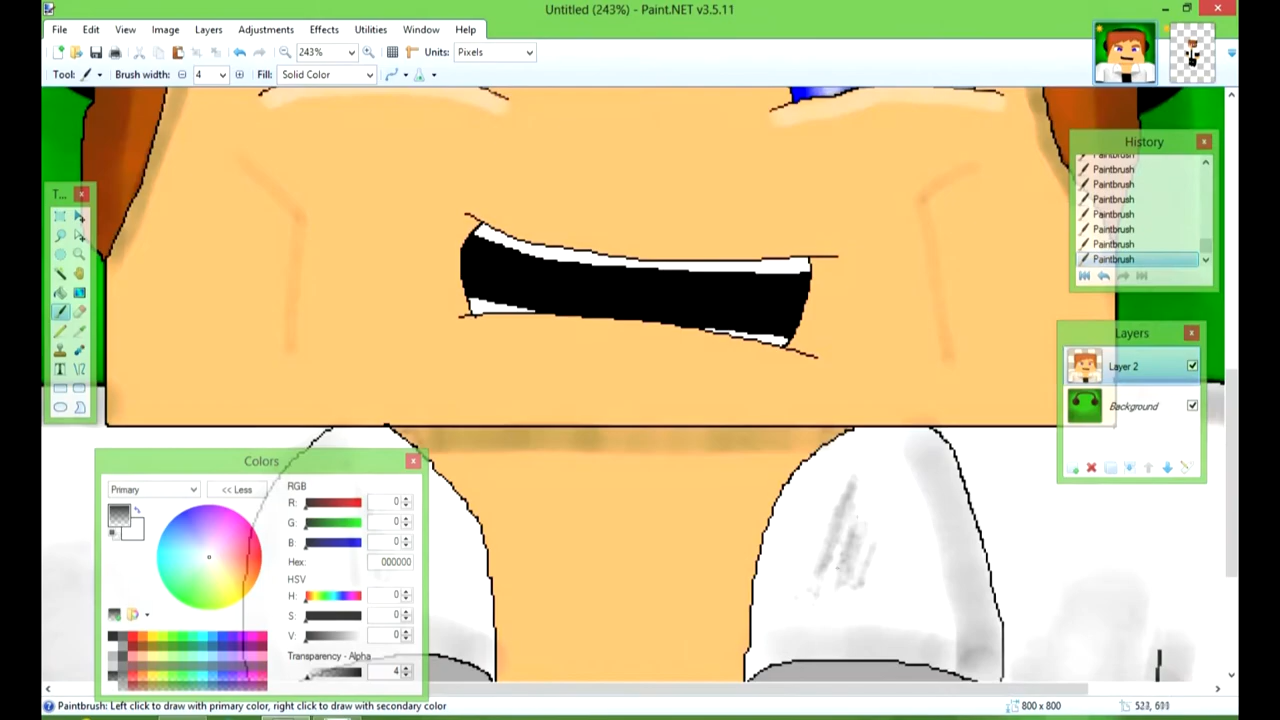 Untitled (243%) - Paint.NET v3.5.11
File Edit View Image Layers Adjustments Effects Utilities Window Help
243% Units: Pixels
Tool: Brush width: 4 Fill: Solid Color
History
Paintbrush
Paintbrush
Paintbrush
Paintbrush
Paintbrush
Paintbrush
Paintbrush
Paintbrush
T...
Layers
Layer 2
Background
Colors
Primary << Less
RGB
R: 0
G: 0
B: 0
Hex: 000000
HSV
H: 0
S: 0
V: 0
Transparency - Alpha
4
Paintbrush: Left click to draw with primary color, right click to draw with secondary color 800 x 800